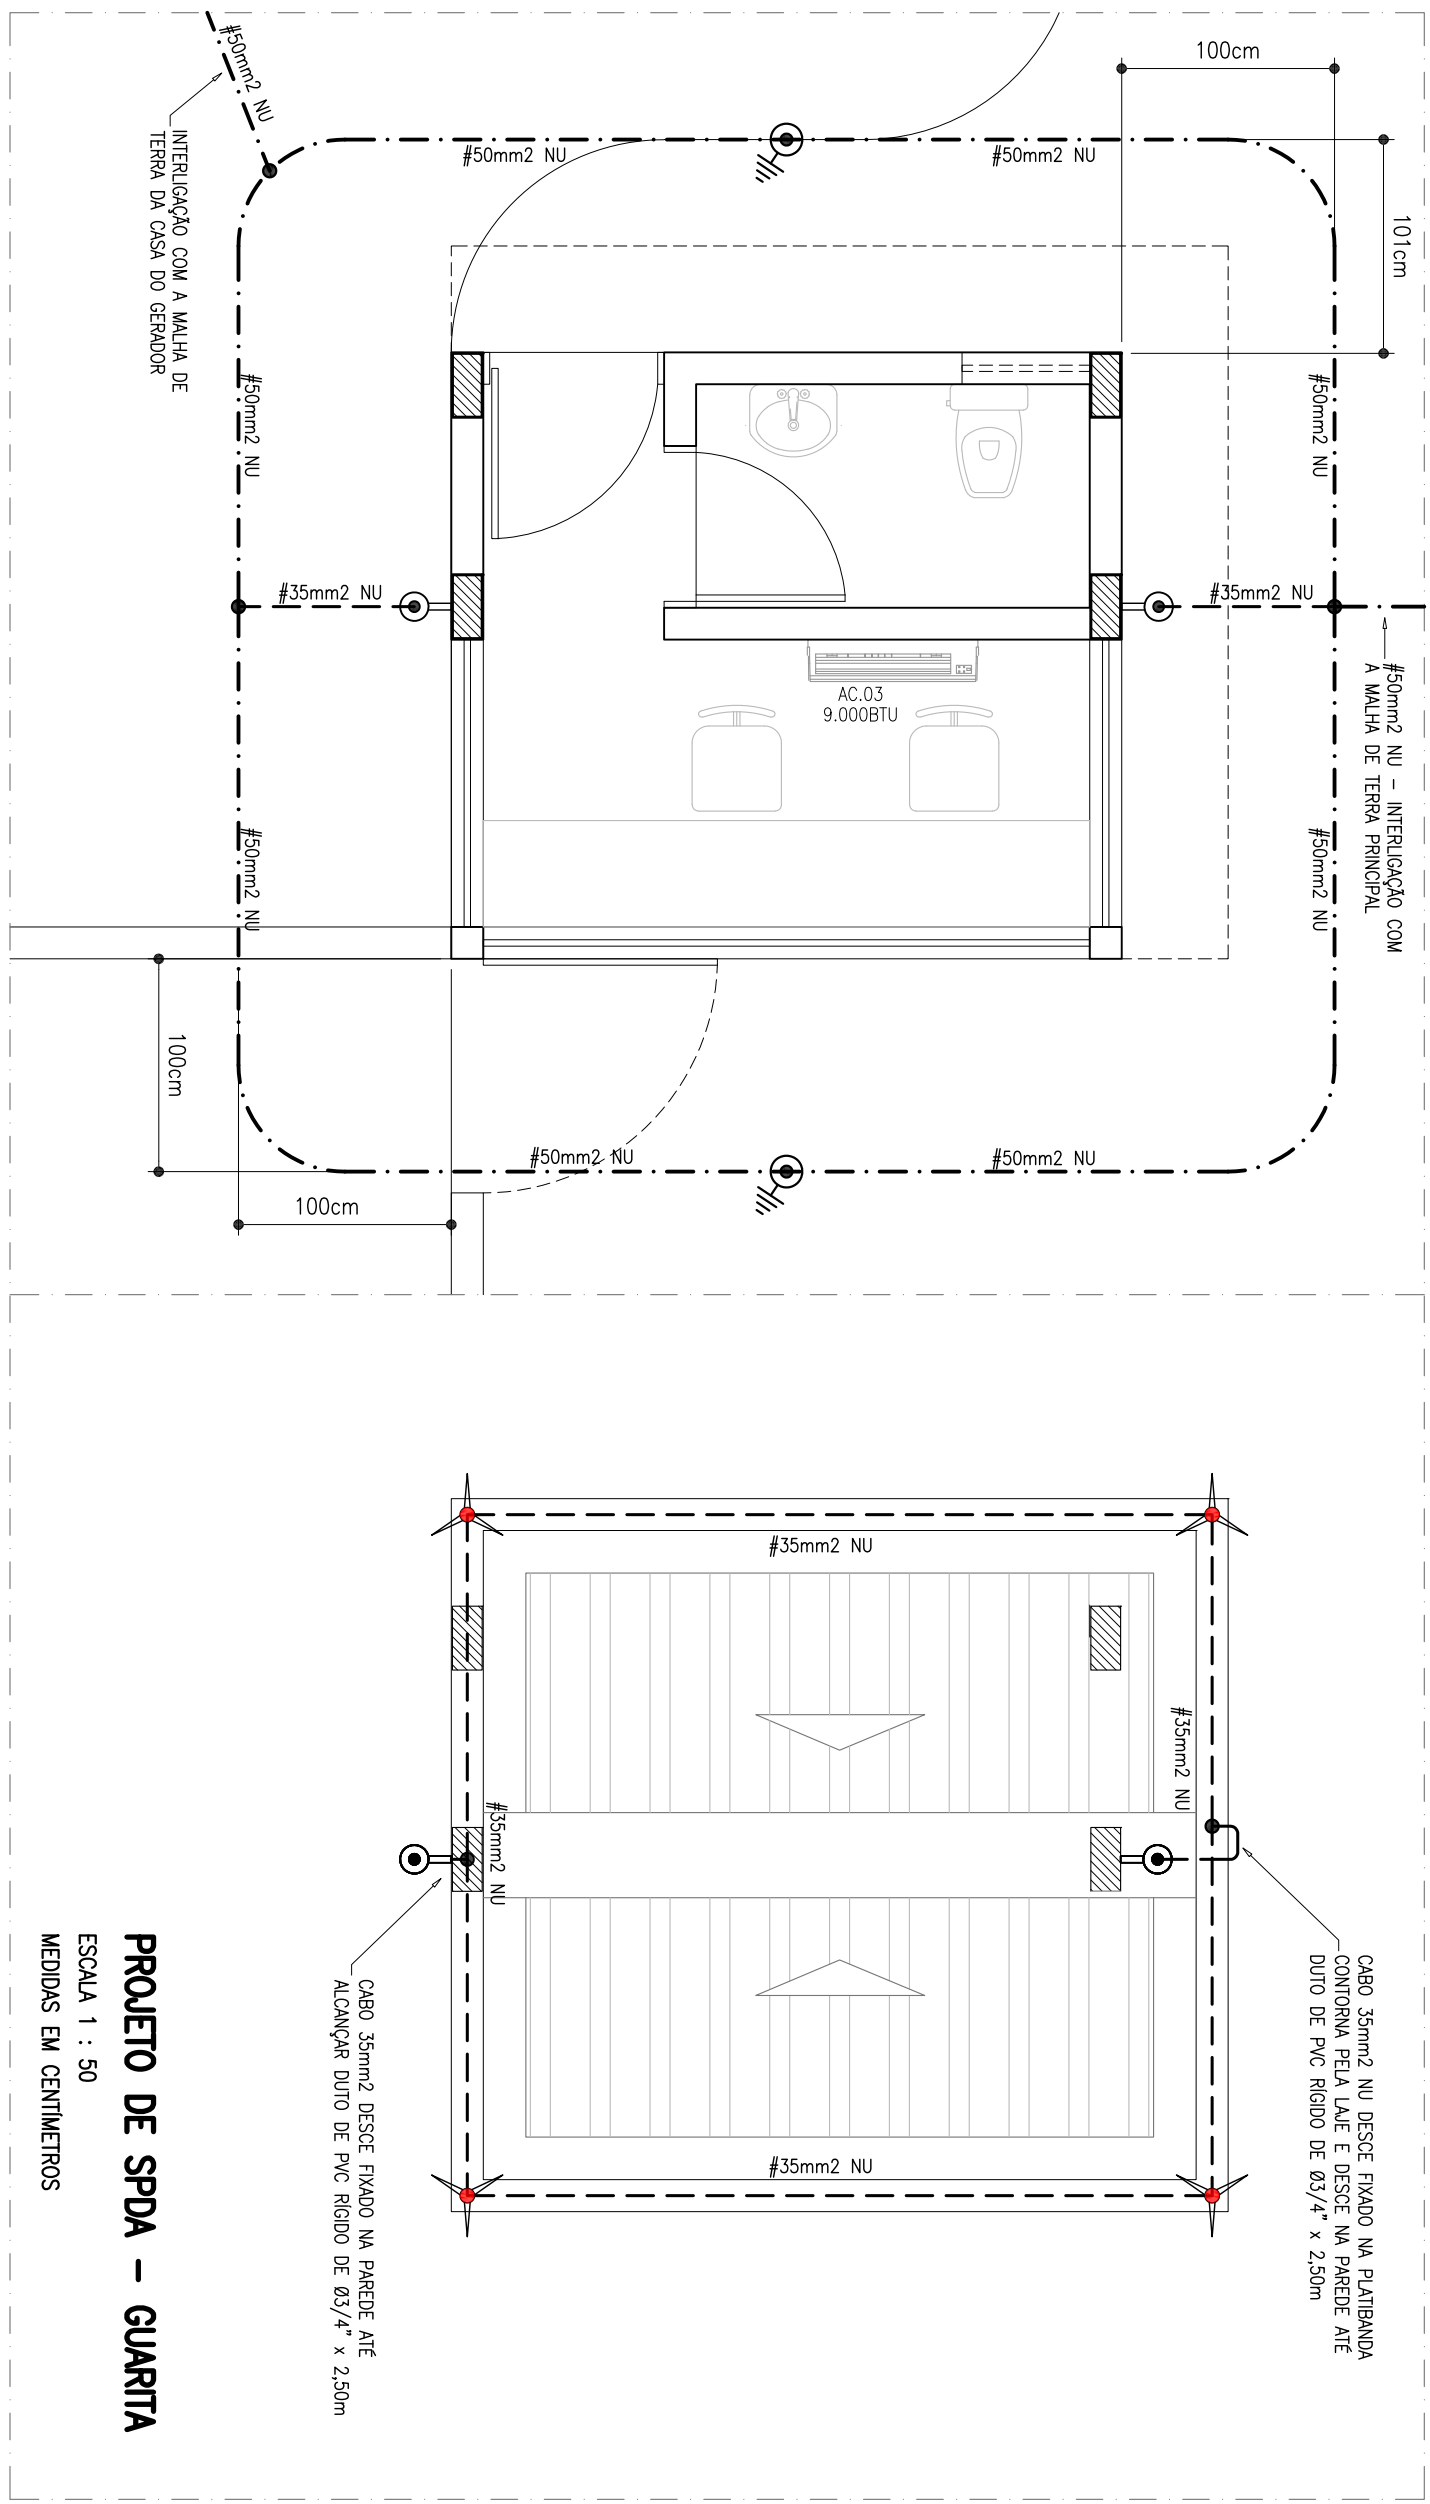 100cm
101cm
#50mm2 NU
INTERLIGAÇÃO COM A MALHA DE
TERRA DA CASA DO GERADOR
#50mm2 NU
#50mm2 NU
#50mm2 NU
#50mm2 NU
#35mm2 NU
#35mm2 NU
#50mm2 NU - INTERLIGAÇÃO COM
A MALHA DE TERRA PRINCIPAL
AC.03
9.000BTU
#50mm2 NU
#50mm2 NU
100cm
#50mm2 NU
#50mm2 NU
100cm
#35mm2 NU
#35mm2 NU
#35mm2 NU
#35mm2 NU
CABO 35mm2 NU DESCE FIXADO NA PLATIBANDA
CONTORNA PELA LAJE E DESCE NA PAREDE ATÉ
DUTO DE PVC RÍGIDO DE Ø3/4" x 2,50m
CABO 35mm2 DESCE FIXADO NA PAREDE ATÉ
ALCANÇAR DUTO DE PVC RÍGIDO DE Ø3/4" x 2,50m
PROJETO DE SPDA - GUARITA
ESCALA 1 : 50
MEDIDAS EM CENTÍMETROS